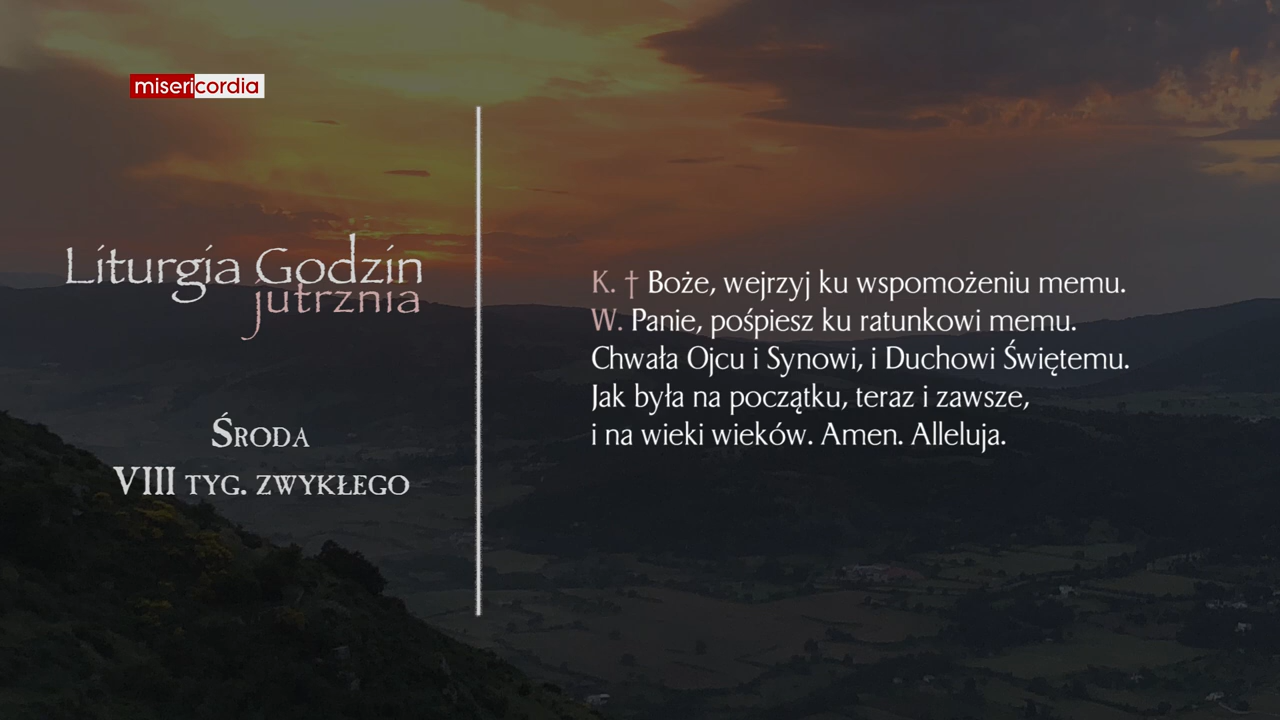 misericordia
Liturgia Godzin
jutrznia
Środa
VIII tyg. zwykłego
K. † Boże, wejrzyj ku wspomożeniu memu.
W. Panie, pośpiesz ku ratunkowi memu.
Chwała Ojcu i Synowi, i Duchowi Świętemu.
Jak była na początku, teraz i zawsze,
i na wieki wieków. Amen. Alleluja.